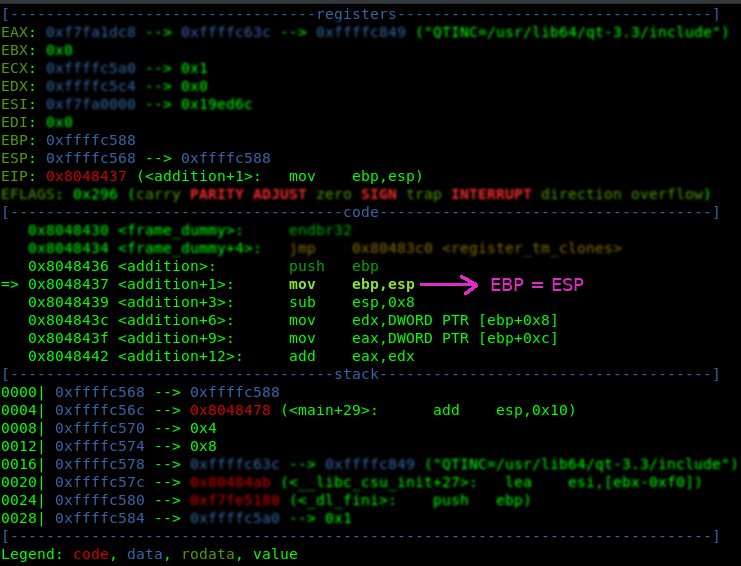 [-----------------------------------registers-----------------------------------]
EAX: 0xf7fa1dc8 --> 0xffffc63c --> 0xffffc849 ("QTINC=/usr/lib64/qt-3.3/include")
EBX: 0x0
ECX: 0xffffc5a0 --> 0x1
EDX: 0xffffc5c4 --> 0x0
ESI: 0xf7fa0000 --> 0x19ed6c
EDI: 0x0
EBP: 0xffffc588
ESP: 0xffffc568 --> 0xffffc588
EIP: 0x8048437 (<addition+1>:   mov    ebp,esp)
EFLAGS: 0x296 (carry PARITY ADJUST zero SIGN trap INTERRUPT direction overflow)
[--------------------------------------code-------------------------------------]
0x8048430 <frame_dummy>:     endbr32
0x8048434 <frame_dummy+4>:   jmp    0x80483c0 <register_tm_clones>
0x8048436 <addition>:        push   ebp
=> 0x8048437 <addition+1>:      mov    ebp,esp → EBP = ESP
0x8048439 <addition+3>:      sub    esp,0x8
0x804843c <addition+6>:      mov    edx,DWORD PTR [ebp+0x8]
0x804843f <addition+9>:      mov    eax,DWORD PTR [ebp+0xc]
0x8048442 <addition+12>:     add    eax,edx
[-------------------------------------stack-------------------------------------]
0000| 0xffffc568 --> 0xffffc588
0004| 0xffffc56c --> 0x8048478 (<main+29>:      add    esp,0x10)
0008| 0xffffc570 --> 0x4
0012| 0xffffc574 --> 0x8
0016| 0xffffc578 --> 0xffffc63c --> 0xffffc849 ("QTINC=/usr/lib64/qt-3.3/include")
0020| 0xffffc57c --> 0x80484ab (<__libc_csu_init+27>:  lea    esi,[ebx-0xf0])
0024| 0xffffc580 --> 0xf7fe5180 (<_dl_fini>:     push   ebp)
0028| 0xffffc584 --> 0xffffc5a0 --> 0x1
[-------------------------------------------------------------------------------]
Legend: code, data, rodata, value